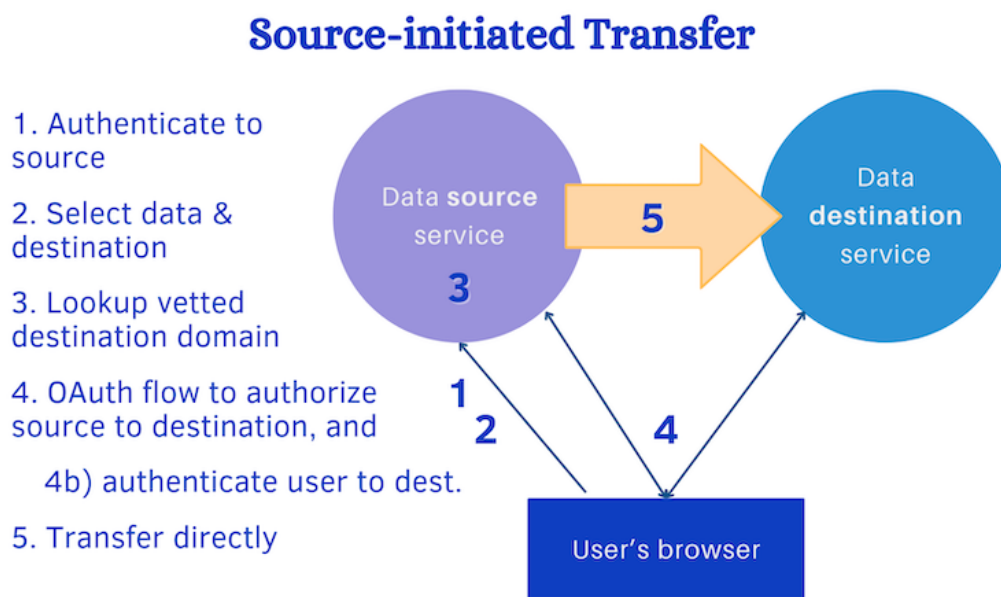 Source-initiated Transfer
1. Authenticate to
source
2. Select data &
destination
3. Lookup vetted
destination domain
4. OAuth flow to authorize
source to destination, and
4b) authenticate user to dest.
5. Transfer directly
Data source
service
3
5
Data
destination
service
1
2
4
User's browser